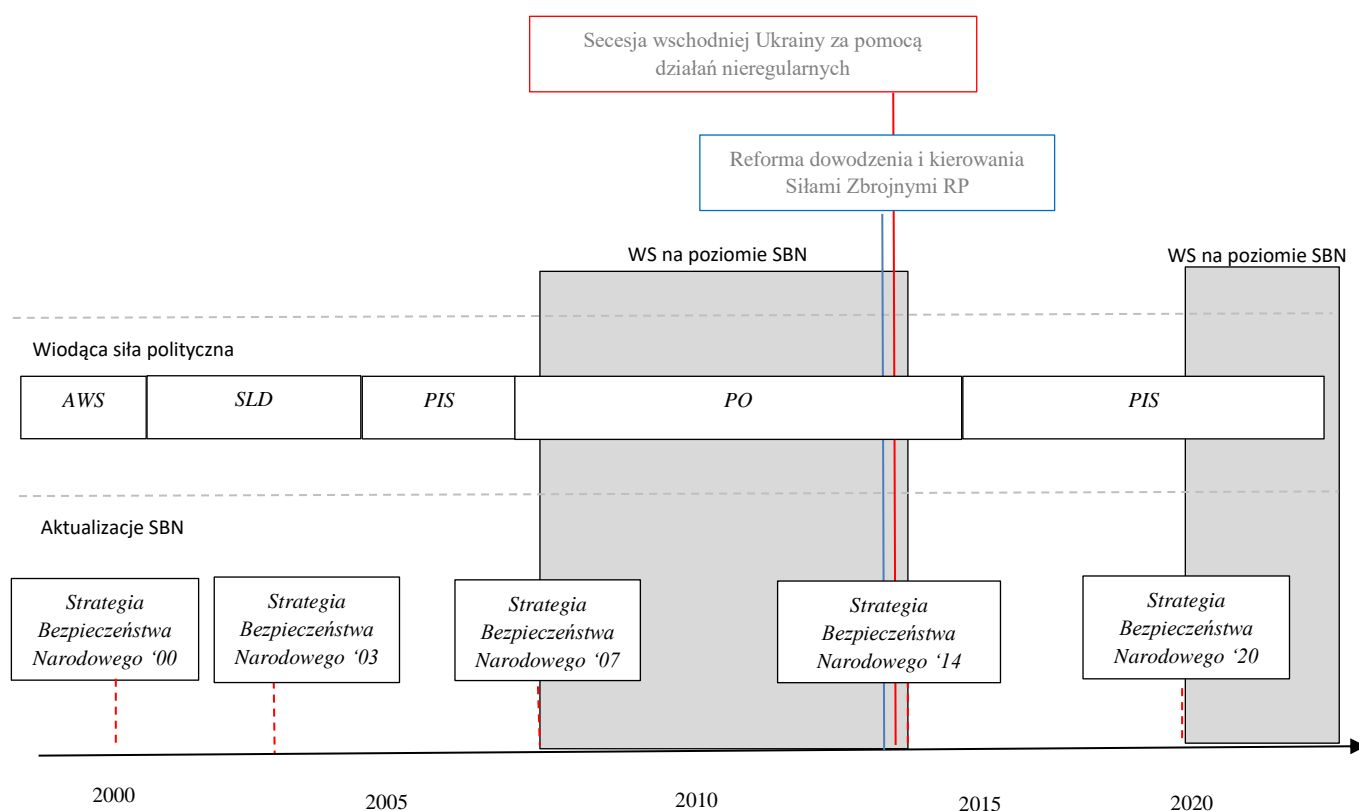 Secesja wschodniej Ukrainy za pomocą
działań nieregularnych
Reforma dowodzenia i kierowania
Siłami Zbrojnymi RP
WS na poziomie SBN
WS na poziomie SBN
Wiodąca siła polityczna
AWS
SLD
PIS
PO
PIS
Aktualizacje SBN
Strategia
Bezpieczeństwa
Narodowego ‘00
Strategia
Bezpieczeństwa
Narodowego ‘03
Strategia
Bezpieczeństwa
Narodowego ‘07
Strategia
Bezpieczeństwa
Narodowego ‘14
Strategia
Bezpieczeństwa
Narodowego ‘20
2000
2005
2010
2015
2020